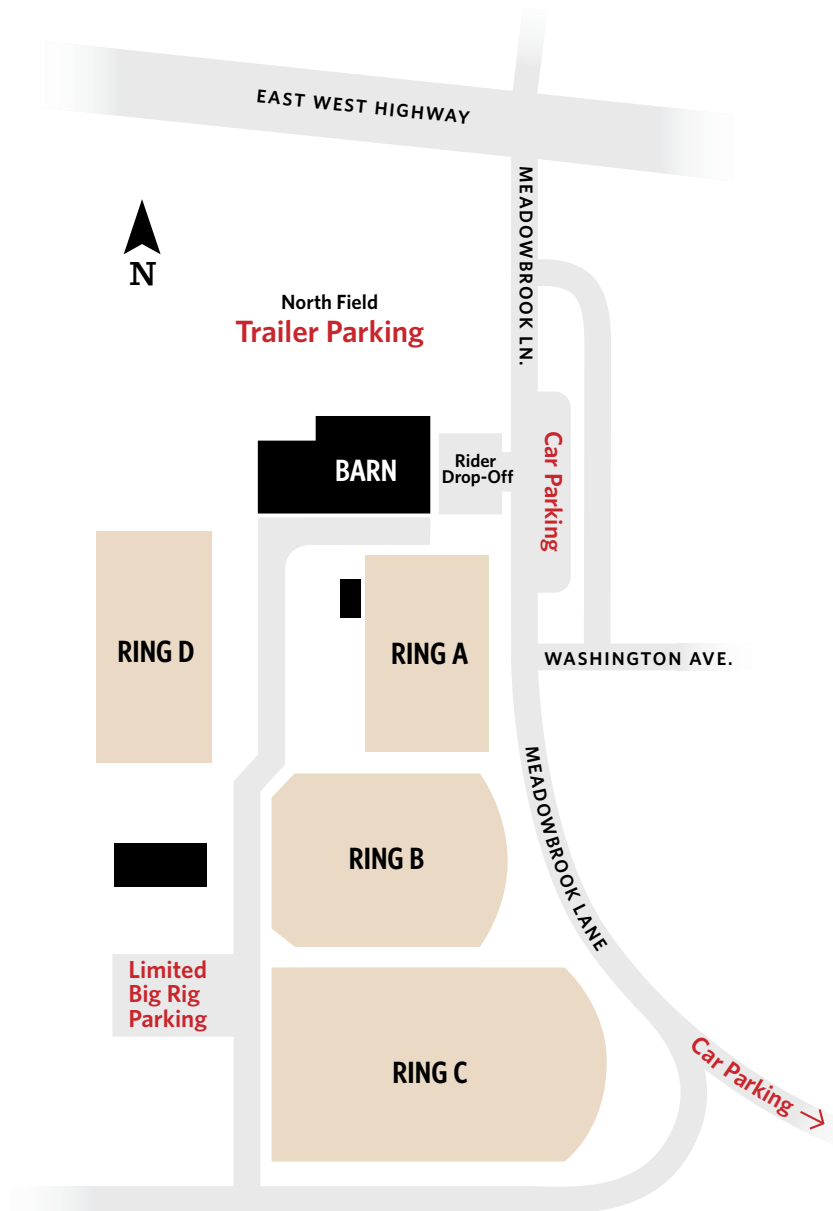 EAST WEST HIGHWAY
MEADOWBROOK LN.
N
North Field
Trailer Parking
BARN
Rider
Drop-Off
Car Parking
RING D
RING A
WASHINGTON AVE.
MEADOWBROOK LANE
RING B
Limited
Big Rig
Parking
RING C
Car Parking →